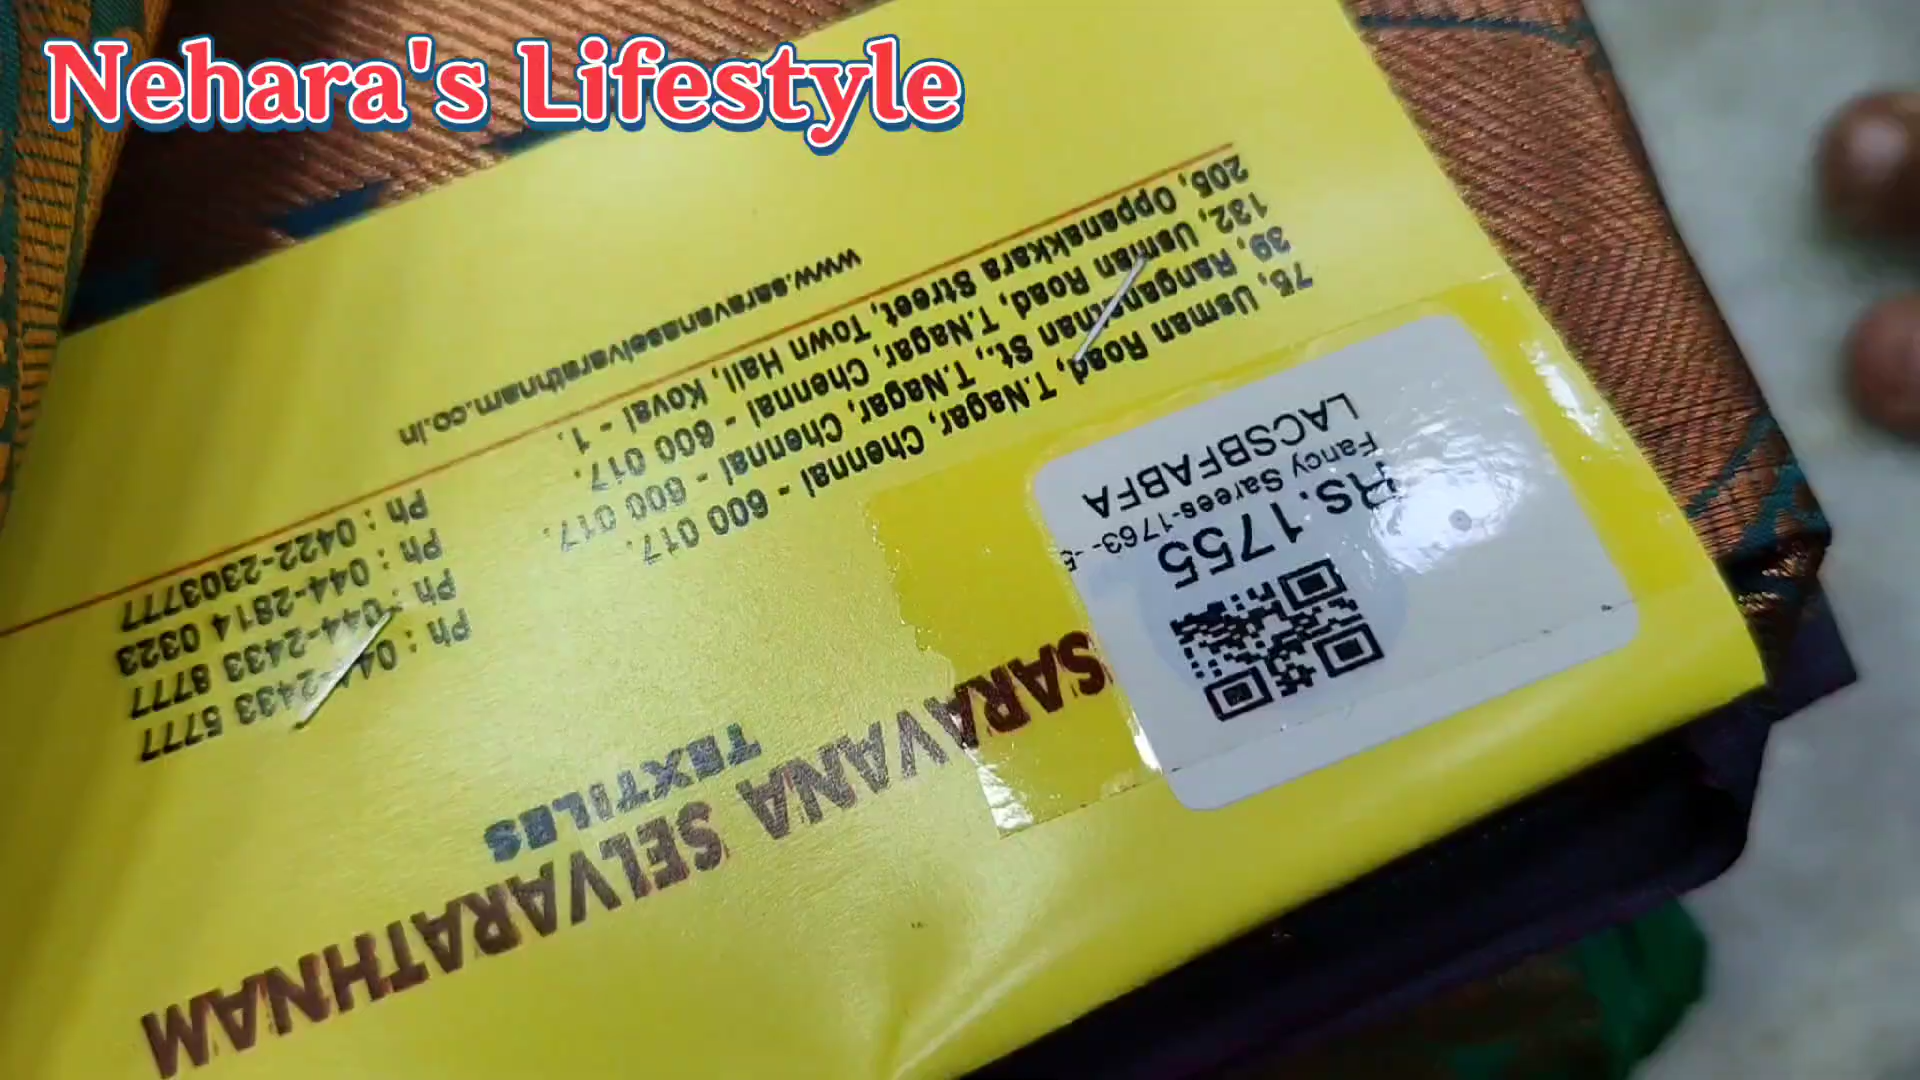 Nehara's Lifestyle
SARAVANA SELVARATHNAM
TEXTILES
75, Usman Road, T.Nagar, Chennai - 600 017.
39, Ranganathan St., T.Nagar, Chennai - 600 017.
132, Usman Road, T.Nagar, Chennai - 600 017.
205, Oppanakkara Street, Town Hall, Kovai - 1.
Ph : 044-2433 5777
Ph : 044-2433 8777
Ph : 044-2814 0323
Ph : 0422-2303777
www.saravanaselvarathnam.co.in
Rs. 1755
Fancy Sarees-1763-
LACSBFABFA